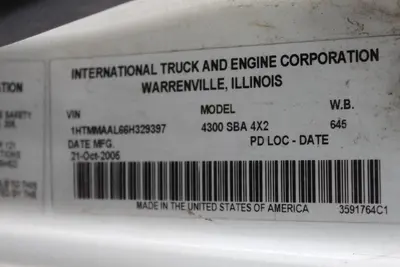 INTERNATIONAL TRUCK AND ENGINE CORPORATION
WARRENVILLE, ILLINOIS
VIN MODEL W.B.
1HTMMAAL66H329397 4300 SBA 4X2 645
DATE MFG. PD LOC - DATE
21-Oct-2005
MADE IN THE UNITED STATES OF AMERICA 3591764C1